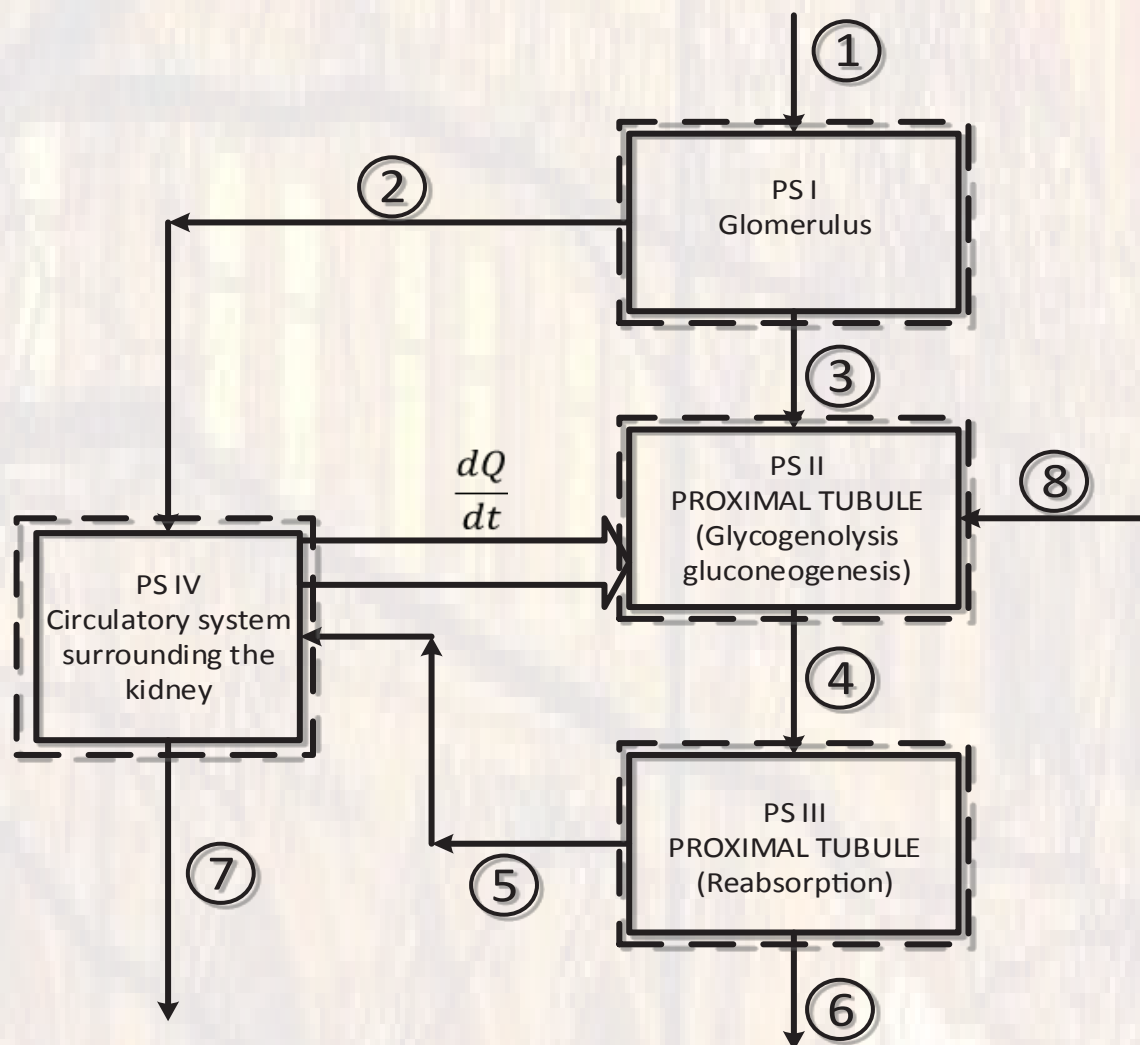 1
PS I
Glomerulus
2
3
dQ
dt
PS II
PROXIMAL TUBULE
(Glycogenolysis
gluconeogenesis)
8
PS IV
Circulatory system
surrounding the
kidney
4
PS III
PROXIMAL TUBULE
(Reabsorption)
5
7
6